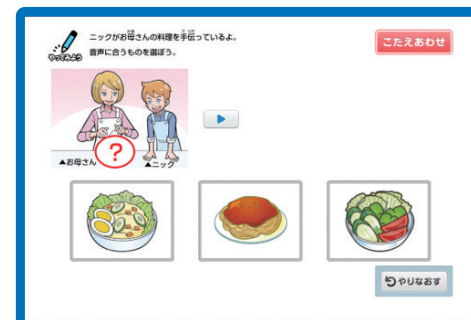 やってみよう
ニックがお母さんの料理を手伝っているよ。
音声に合うものを選ぼう。
こたえあわせ
?
▲お母さん
▲ニック
やりなおす